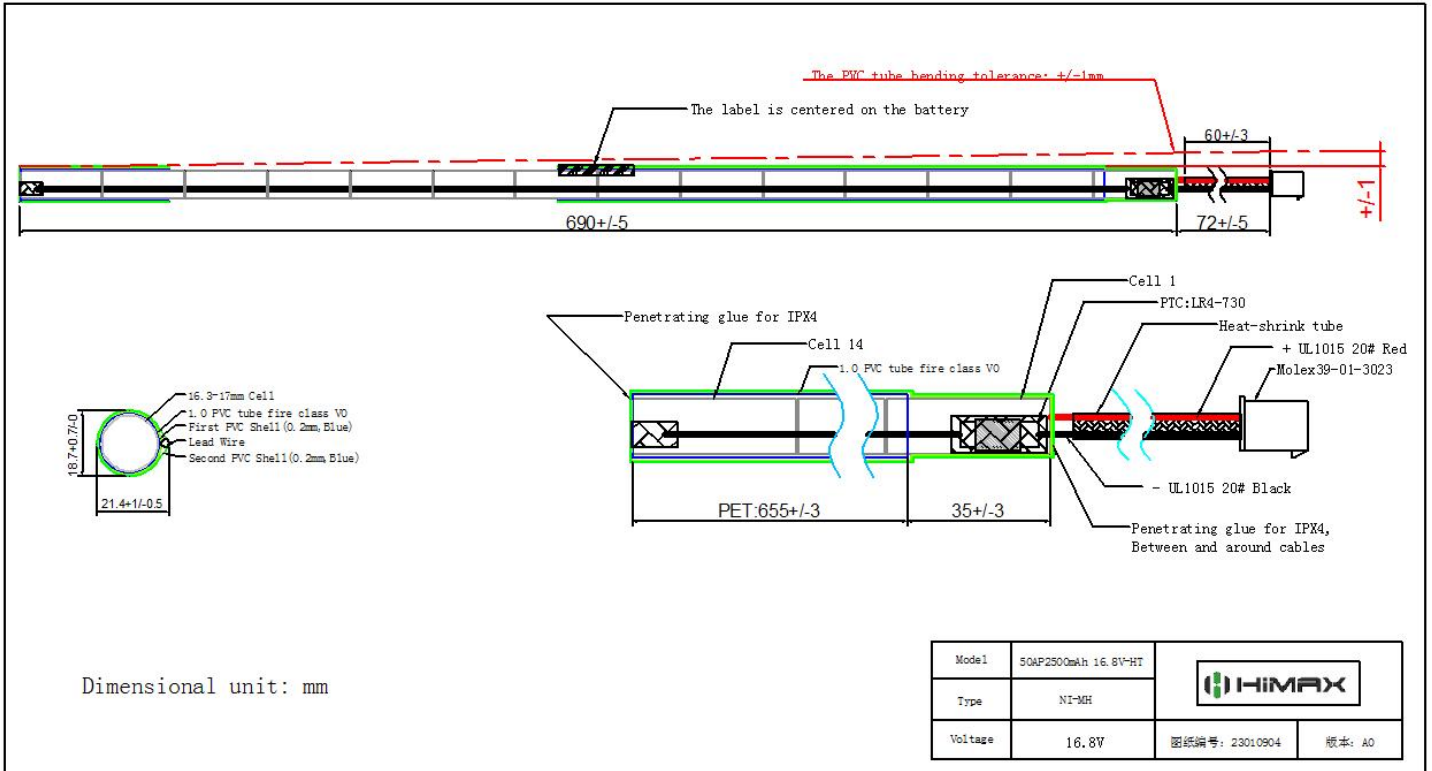 The PVC tube bending tolerance: +/-1mm
The label is centered on the battery
60+/-3
+/-1
690+/-5
72+/-5
Cell 1
PTC:LR4-730
Penetrating glue for IPX4
Heat-shrink tube
Cell 14
+ UL1015 20# Red
1.0 PVC tube fire class V0
Molex39-01-3023
16.3-17mm Cell
1.0 PVC tube fire class V0
First PVC Shell(0.2mm,Blue)
Lead Wire
Second PVC Shell(0.2mm,Blue)
18.7+0.7/-0
21.4+1/-0.5
- UL1015 20# Black
PET:655+/-3
35+/-3
Penetrating glue for IPX4,
Between and around cables
Dimensional unit: mm
Model
50AP2500mAh 16.8V-HT
HIMAX
Type
NI-MH
Voltage
16.8V
图纸编号: 23010904
版本: A0